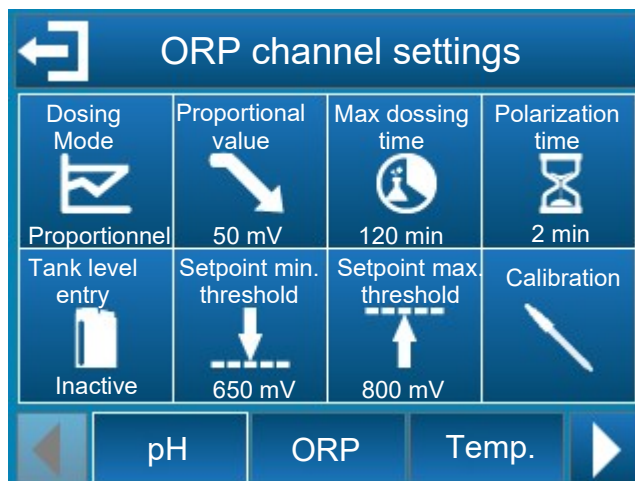 ORP channel settings
Dosing
Mode
Proportionnel
Proportional
value
50 mV
Max dossing
time
120 min
Polarization
time
2 min
Tank level
entry
Inactive
Setpoint min.
threshold
650 mV
Setpoint max.
threshold
800 mV
Calibration
pH
ORP
Temp.